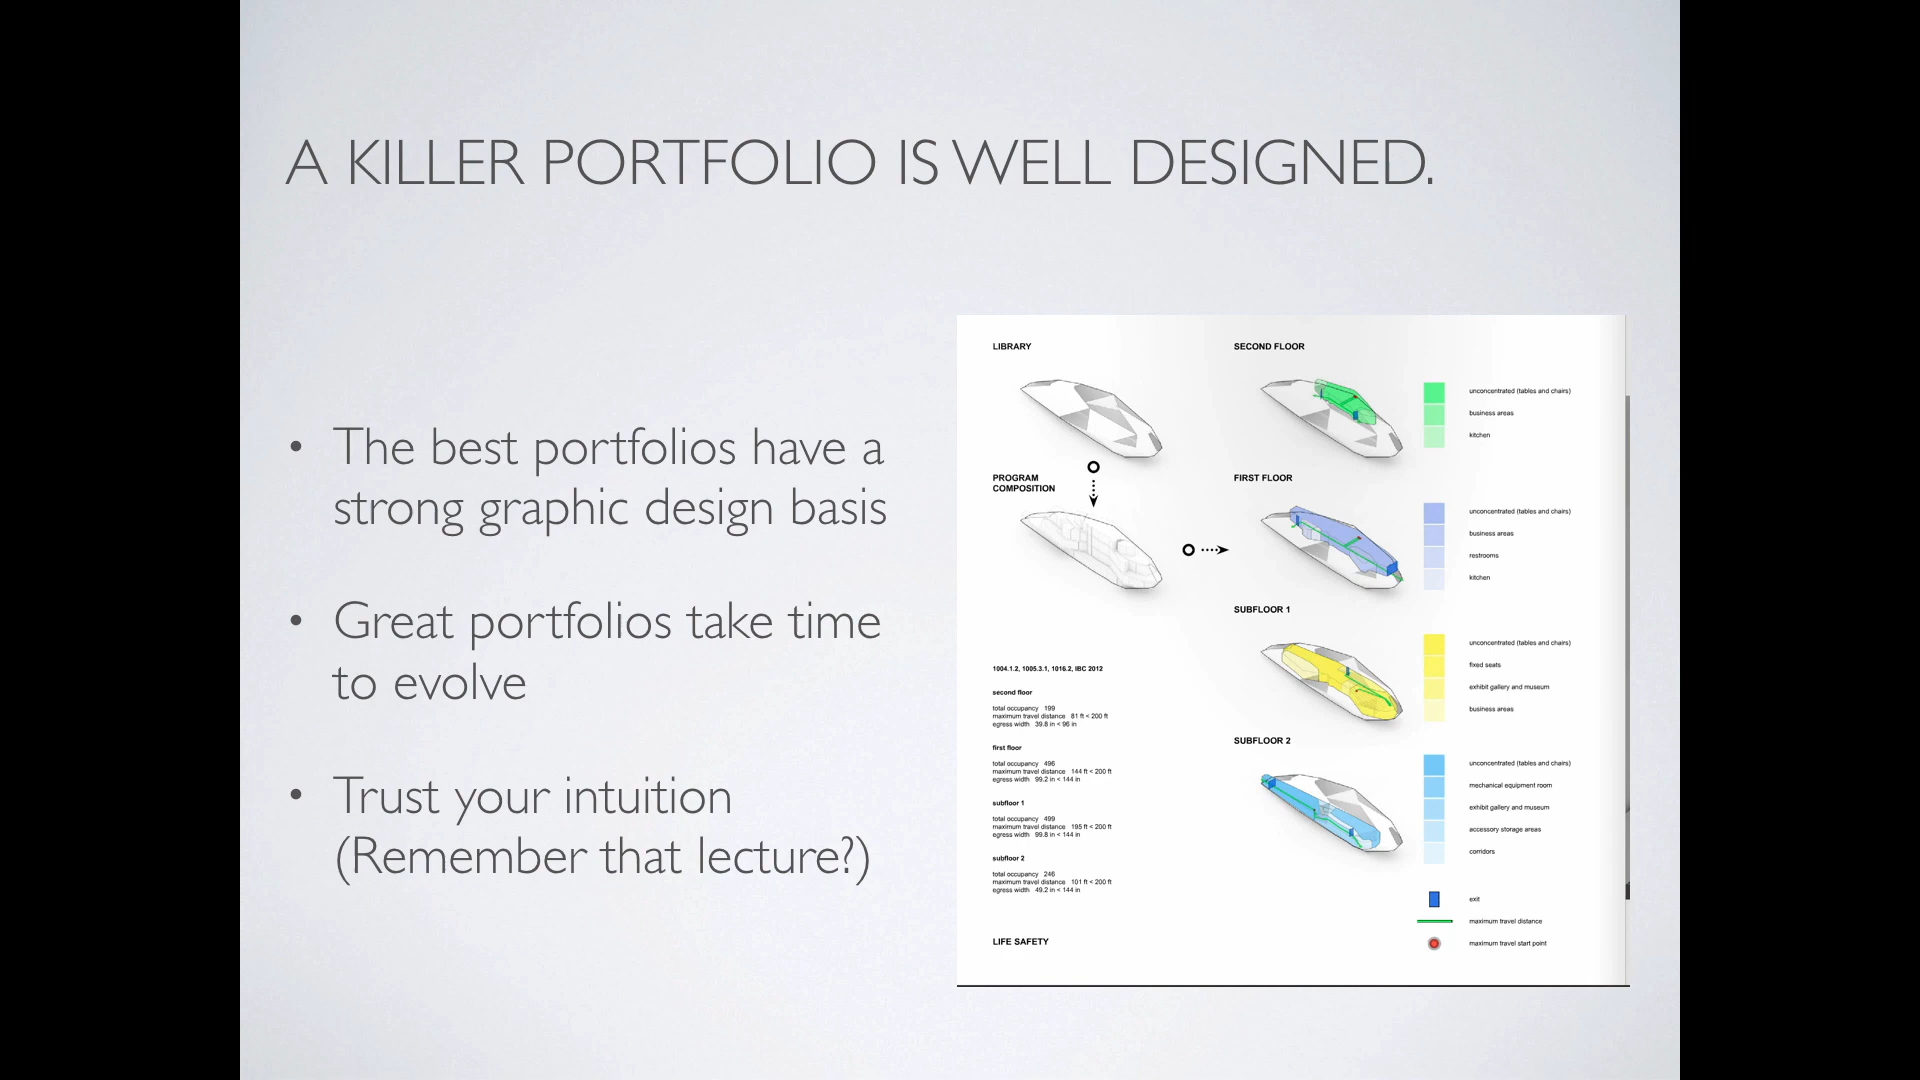 A KILLER PORTFOLIO IS WELL DESIGNED.
• The best portfolios have a
strong graphic design basis
• Great portfolios take time
to evolve
• Trust your intuition
(Remember that lecture?)
LIBRARY
PROGRAM
COMPOSITION
1004.1.2, 1005.3.1, 1016.2, IBC 2012
second floor
total occupancy 199
maximum travel distance 81 ft < 200 ft
egress width 39.8 in < 96 in
first floor
total occupancy 496
maximum travel distance 144 ft < 200 ft
egress width 99.2 in < 144 in
subfloor 1
total occupancy 499
maximum travel distance 195 ft < 200 ft
egress width 99.8 in < 144 in
subfloor 2
total occupancy 246
maximum travel distance 101 ft < 200 ft
egress width 49.2 in < 144 in
LIFE SAFETY
SECOND FLOOR
unconcentrated (tables and chairs)
business areas
kitchen
FIRST FLOOR
unconcentrated (tables and chairs)
business areas
restrooms
kitchen
SUBFLOOR 1
unconcentrated (tables and chairs)
fixed seats
exhibit gallery and museum
business areas
SUBFLOOR 2
unconcentrated (tables and chairs)
mechanical equipment room
exhibit gallery and museum
accessory storage areas
corridors
exit
maximum travel distance
maximum travel start point